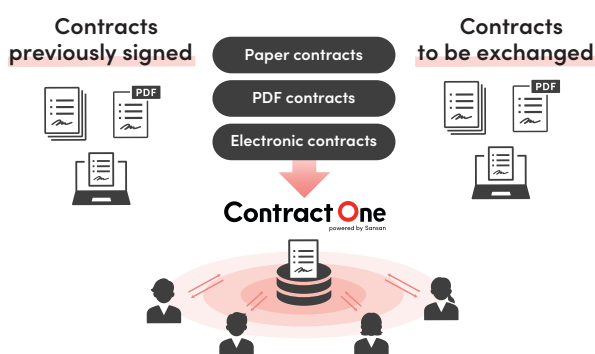 Contracts
previously signed
PDF
Paper contracts
PDF contracts
Electronic contracts
Contracts
to be exchanged
PDF
Contract One
powered by Sansan